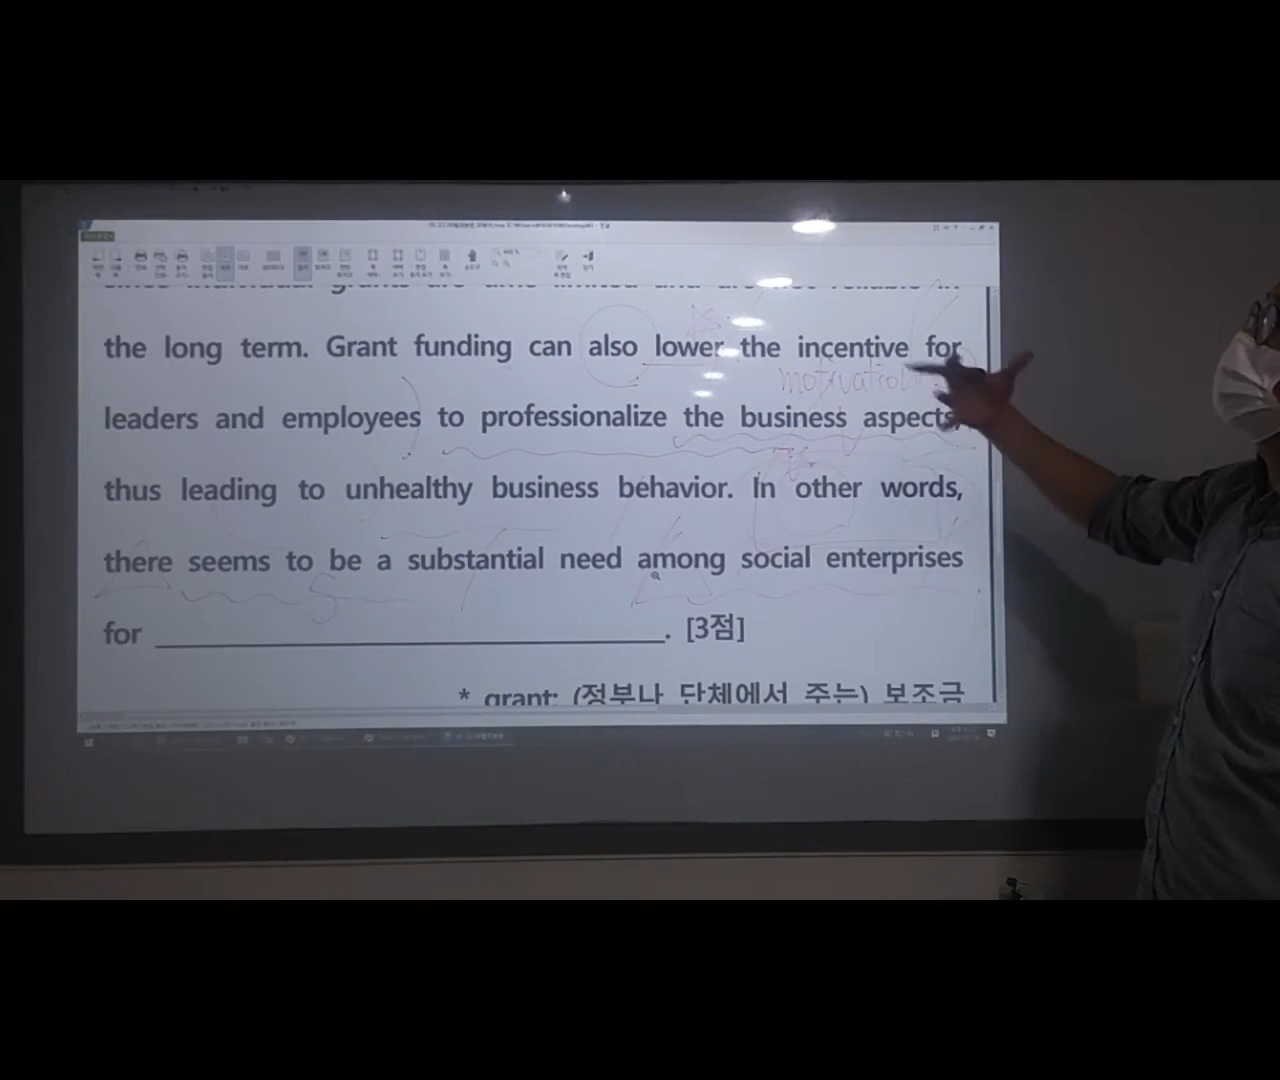 the long term. Grant funding can also lower the incentive for
motivation
leaders and employees to professionalize the business aspects,
thus leading to unhealthy business behavior. In other words,
there seems to be a substantial need among social enterprises
for ________________________. [3점]
* grant: (정부나 단체에서 주는) 보조금